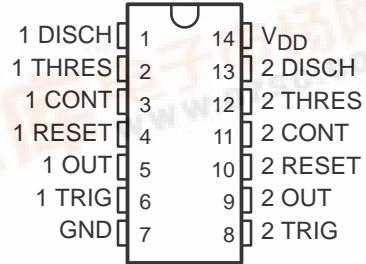 1 DISCH 1 14 VDD
1 THRES 2 13 2 DISCH
1 CONT 3 12 2 THRES
1 RESET 4 11 2 CONT
1 OUT 5 10 2 RESET
1 TRIG 6 9 2 OUT
GND 7 8 2 TRIG